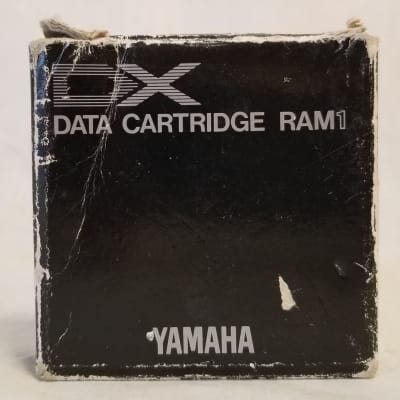 DX
DATA CARTRIDGE RAM1
YAMAHA